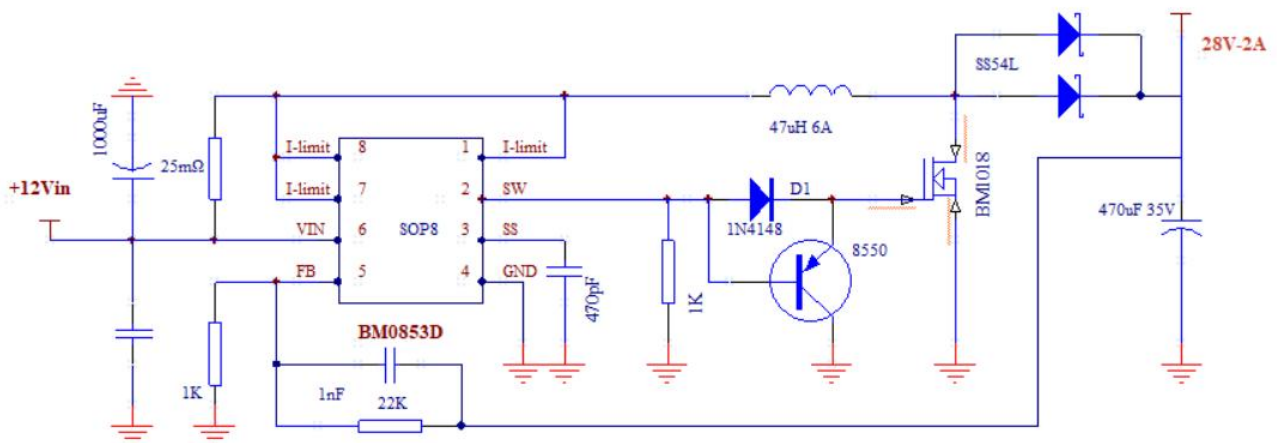 28V-2A
SS54L
1000uF
47uH 6A
25mΩ
I-limit 8 1 I-limit
+12Vin
I-limit 7 2 SW
D1
BM1018
VIN 6 SOP8 3 SS
1N4148
8550
470uF 35V
FB 5 4 GND
470pF
1K
BM0853D
1K
1nF
22K